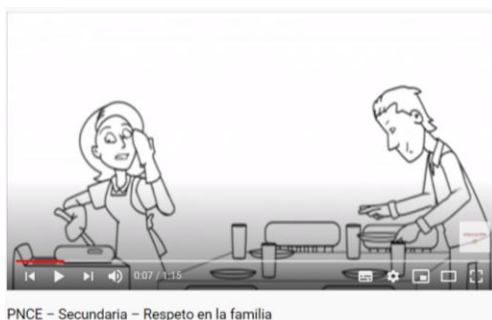 0:07 / 1:15
PNCE – Secundaria – Respeto en la familia